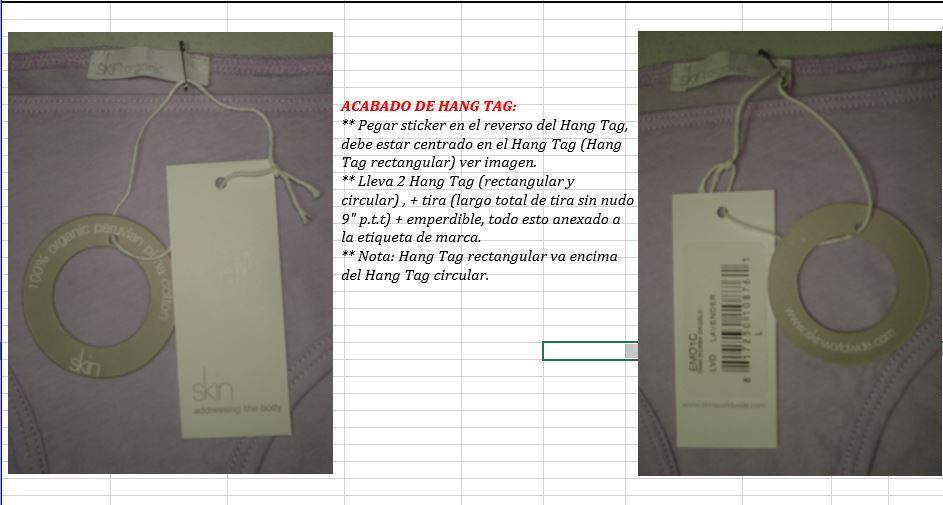 skin organic
100% organic peruvian pima cotton
skin
skin
addressing the body
ACABADO DE HANG TAG:
** Pegar sticker en el reverso del Hang Tag,
debe estar centrado en el Hang Tag (Hang
Tag rectangular) ver imagen.
** Lleva 2 Hang Tag (rectangular y
circular) , + tira (largo total de tira sin nudo
9" p.t.t) + emperdible, todo esto anexado a
la etiqueta de marca.
** Nota: Hang Tag rectangular va encima
del Hang Tag circular.
skin organic
EMO1C
LVD LAVENDER
L
www.skinworldwide.com
www.skinworldwide.com